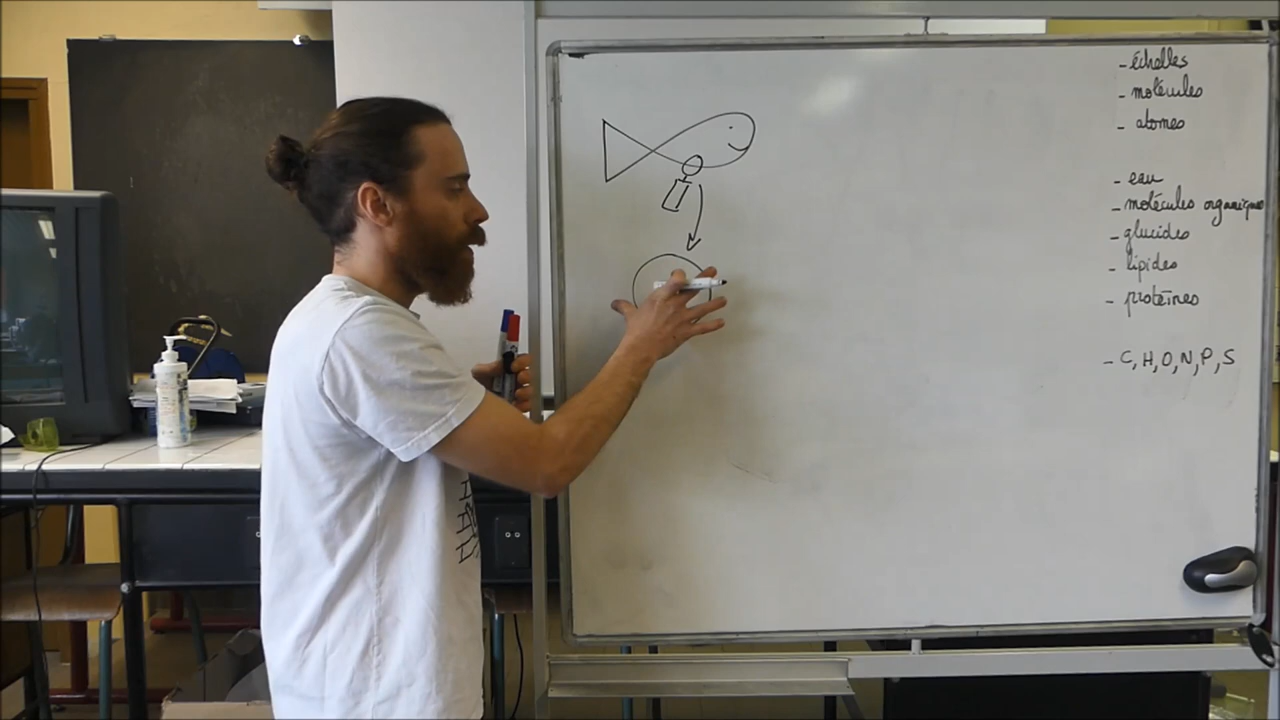 - échelles
- molécules
- atomes
- eau
- molécules organiques
- glucides
- lipides
- protéines
- C, H, O, N, P, S